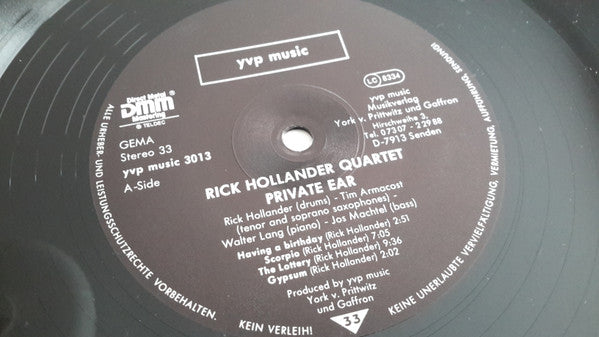 yvp music
Direct Metal
DMM
Mastering
® TELDEC
GEMA
Stereo 33
yvp music 3013
A-Side
LC 8334
yvp music
Musikverlag
York v. Prittwitz und Gaffron
Hirschweihe 3,
Tel. 07307 - 22988
D-7913 Senden
RICK HOLLANDER QUARTET
PRIVATE EAR
Rick Hollander (drums) - Tim Armacost
(tenor and soprano saxophones) -
Walter Lang (piano) - Jos Machtel (bass)
Having a birthday (Rick Hollander) 2:51
Scorpio (Rick Hollander) 7:05
The Lottery (Rick Hollander) 9:36
Gypsum (Rick Hollander) 2:02
Produced by yvp music
York v. Prittwitz
und Gaffron
33
ALLE URHEBER- UND LEISTUNGSSCHUTZRECHTE VORBEHALTEN.
KEIN VERLEIH!
KEINE UNERLAUBTE VERVIELFÄLTIGUNG, VERMIETUNG, AUFFÜHRUNG, SENDUNG!